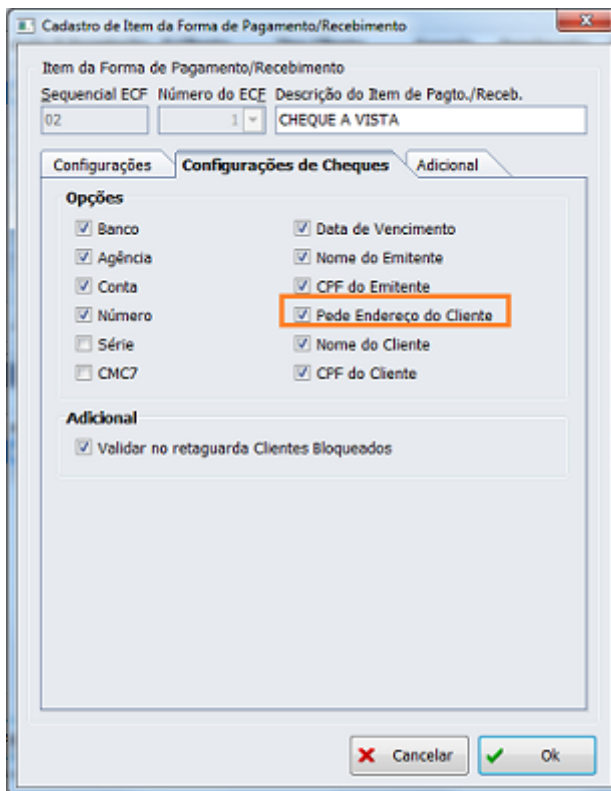 Cadastro de Item da Forma de Pagamento/Recebimento
Item da Forma de Pagamento/Recebimento
Sequencial ECF Número do ECF Descrição do Item de Pagto./Receb.
02 1 CHEQUE A VISTA
Configurações Configurações de Cheques Adicional
Opções
Banco Data de Vencimento
Agência Nome do Emitente
Conta CPF do Emitente
Número Pede Endereço do Cliente
Série Nome do Cliente
CMC7 CPF do Cliente
Adicional
Validar no retaguarda Clientes Bloqueados
Cancelar Ok